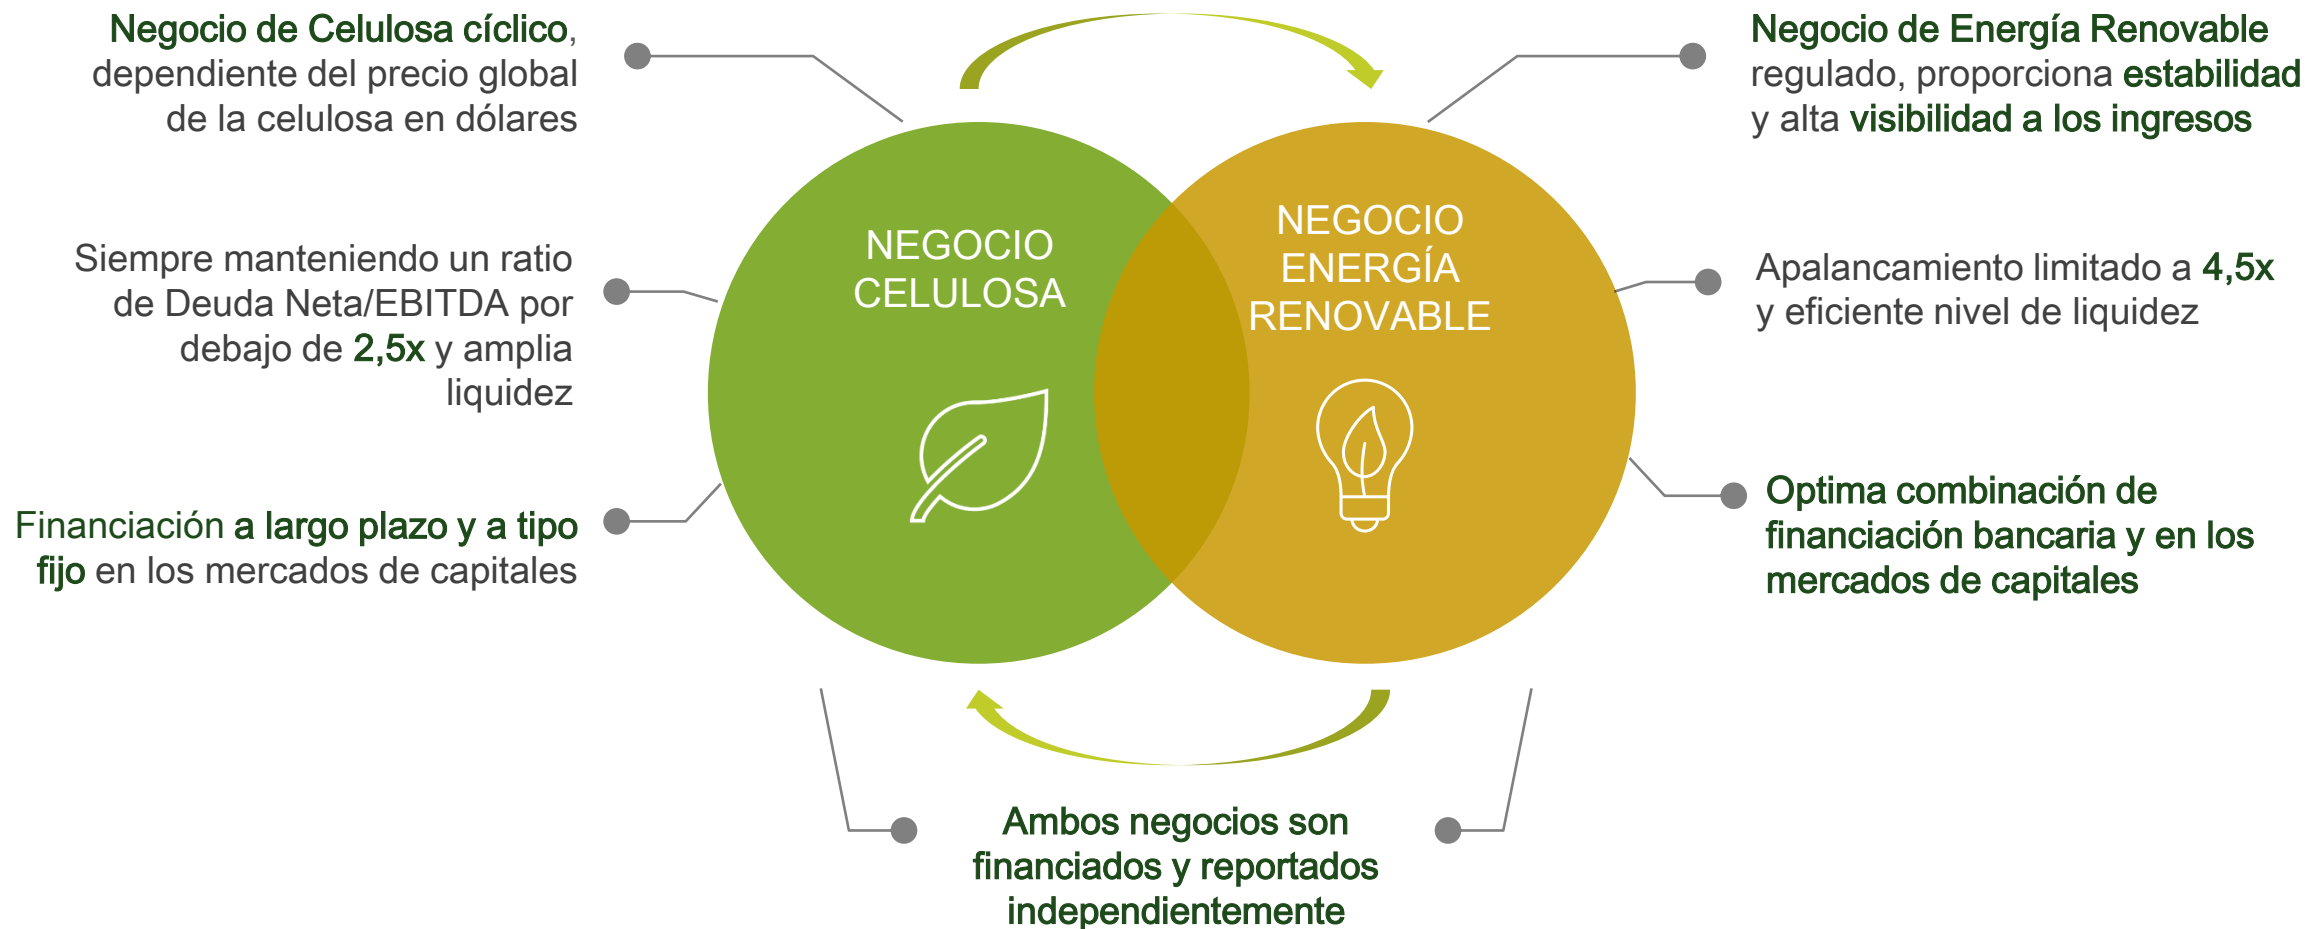 Negocio de Celulosa cíclico,
dependiente del precio global
de la celulosa en dólares
Siempre manteniendo un ratio
de Deuda Neta/EBITDA por
debajo de 2,5x y amplia
liquidez
Financiación a largo plazo y a tipo
fijo en los mercados de capitales
NEGOCIO
CELULOSA
NEGOCIO
ENERGÍA
RENOVABLE
Negocio de Energía Renovable
regulado, proporciona estabilidad
y alta visibilidad a los ingresos
Apalancamiento limitado a 4,5x
y eficiente nivel de liquidez
Optima combinación de
financiación bancaria y en los
mercados de capitales
Ambos negocios son
financiados y reportados
independientemente